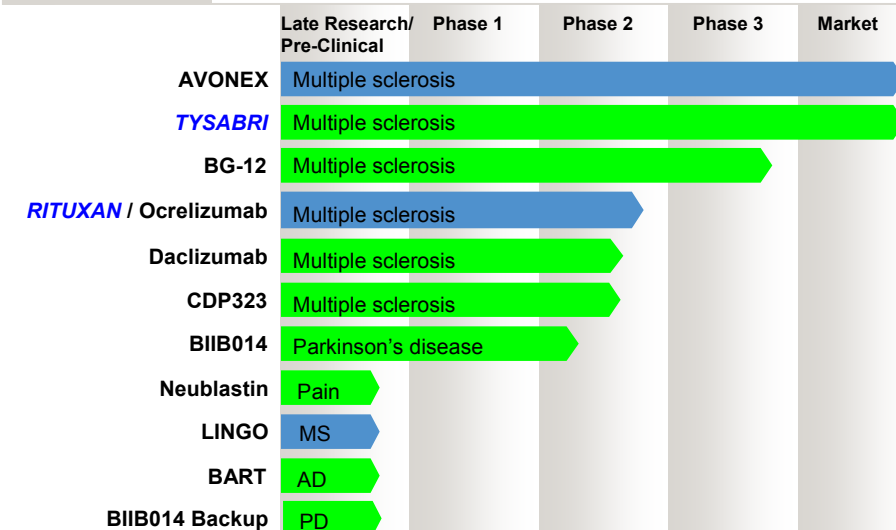 Late Research/ Phase 1 Phase 2 Phase 3 Market
Pre-Clinical
AVONEX Multiple sclerosis
TYSABRI Multiple sclerosis
BG-12 Multiple sclerosis
RITUXAN / Ocrelizumab Multiple sclerosis
Daclizumab Multiple sclerosis
CDP323 Multiple sclerosis
BIIB014 Parkinson's disease
Neublastin Pain
LINGO MS
BART AD
BIIB014 Backup PD